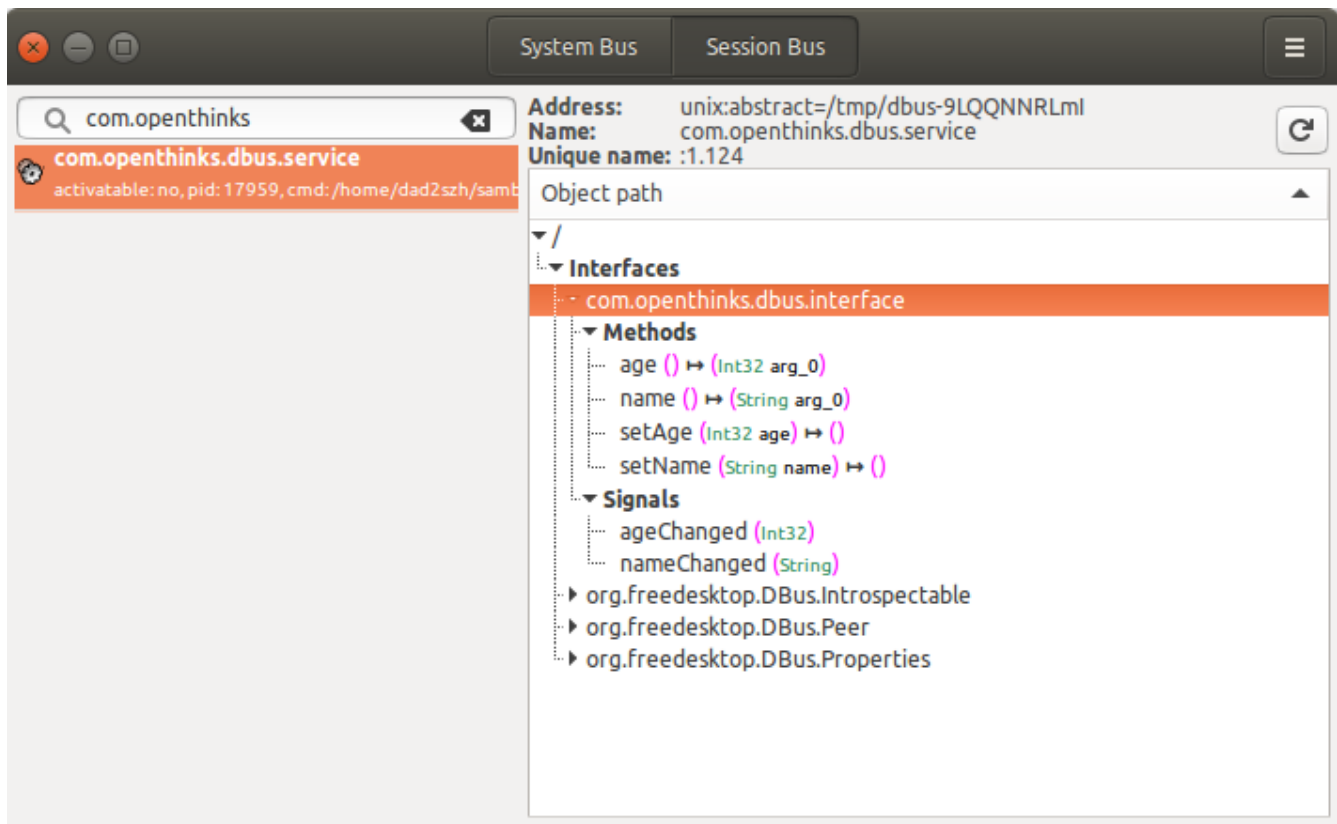 System Bus
Session Bus
com.openthinks
com.openthinks.dbus.service
activatable: no, pid: 17959, cmd: /home/dad2szh/samb
Address: unix:abstract=/tmp/dbus-9LQQNNRLmI
Name: com.openthinks.dbus.service
Unique name: :1.124
Object path
/
Interfaces
com.openthinks.dbus.interface
Methods
age () ↦ (Int32 arg_0)
name () ↦ (String arg_0)
setAge (Int32 age) ↦ ()
setName (String name) ↦ ()
Signals
ageChanged (Int32)
nameChanged (String)
org.freedesktop.DBus.Introspectable
org.freedesktop.DBus.Peer
org.freedesktop.DBus.Properties